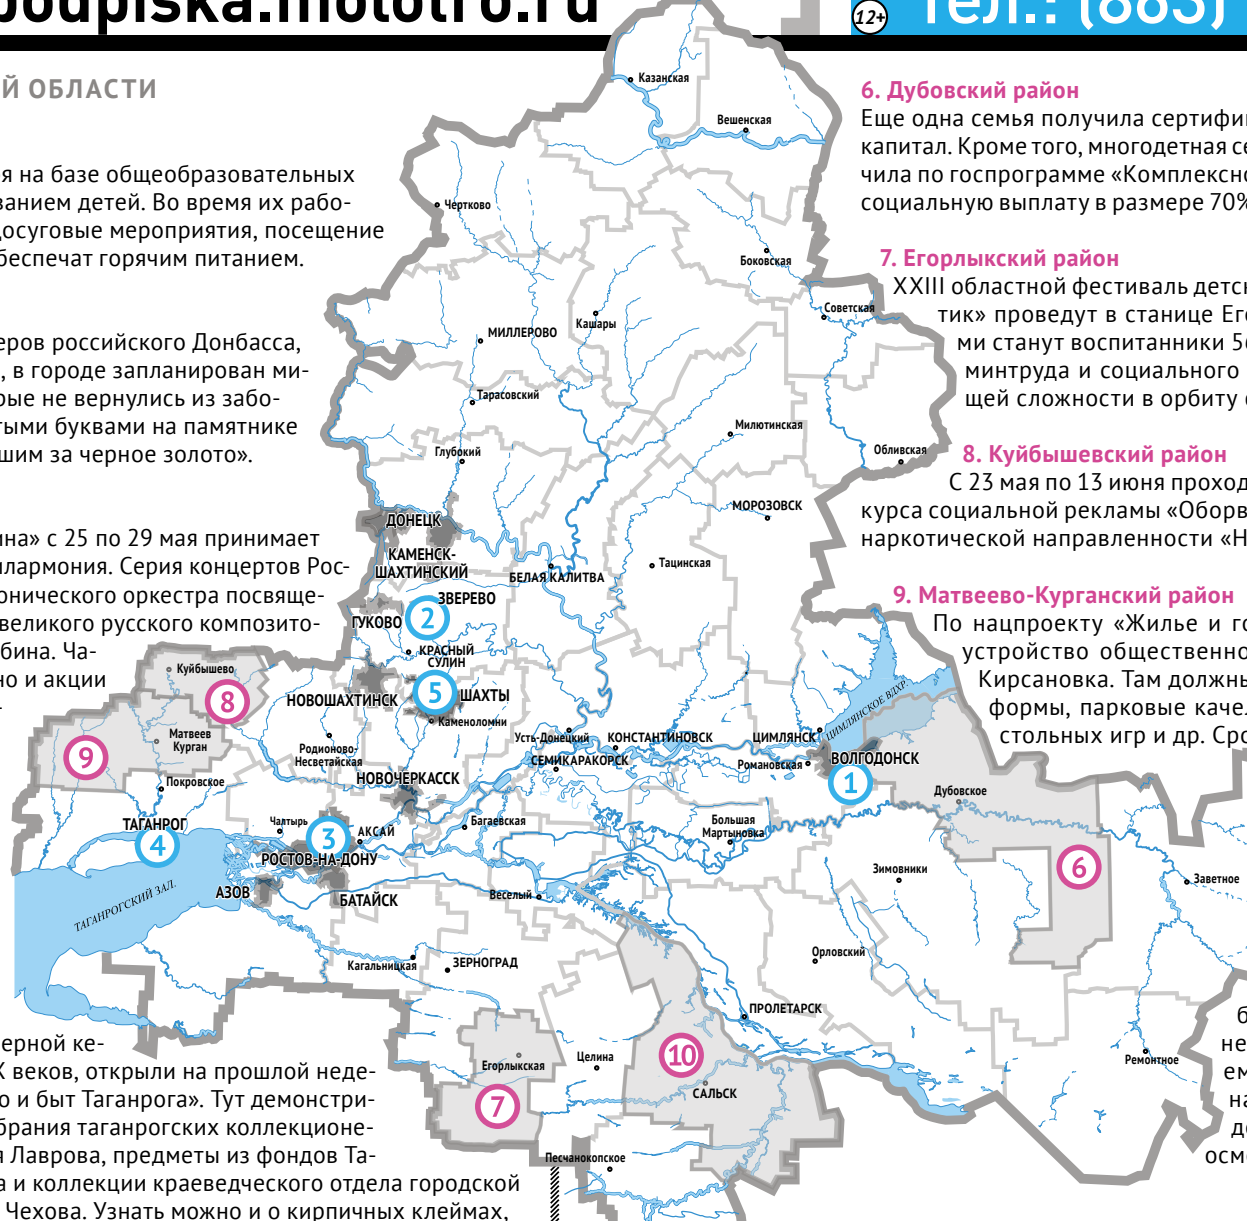 podpiska.molotro.ru
12+
Тел.: (863)
Й ОБЛАСТИ
я на базе общеобразовательных
ванием детей. Во время их рабо-
досуговые мероприятия, посещение
беспечат горячим питанием.
еров российского Донбасса,
, в городе запланирован ми-
рые не вернулись из забо-
тыми буквами на памятнике
шим за черное золото».
ина» с 25 по 29 мая принимает
лармония. Серия концертов Рос-
онического оркестра посвяще-
великого русского композито-
бина. Ча-
но и акции
ерной ке-
X веков, открыли на прошлой неде-
о и быт Таганрога». Тут демонстри-
брания таганрогских коллекционе-
я Лаврова, предметы из фондов Та-
а и коллекции краеведческого отдела городской
Чехова. Узнать можно и о кирпичных клеймах,
6. Дубовский район
Еще одна семья получила сертифи
капитал. Кроме того, многодетная се
чила по госпрограмме «Комплексно
социальную выплату в размере 70%
7. Егорлыкский район
XXIII областной фестиваль детск
тик» проведут в станице Его
ми станут воспитанники 56
минтруда и социального
щей сложности в орбиту
8. Куйбышевский район
С 23 мая по 13 июня проход
курса социальной рекламы «Оборв
наркотической направленности «Н
9. Матвеево-Курганский район
По нацпроекту «Жилье и го
устройство общественно
Кирсановка. Там должны
формы, парковые качел
стольных игр и др. Сро
б
не
ем
на
д
осм
Казанская
Вешенская
Чертково
Боковская
Советская
Кашары
МИЛЛЕРОВО
Тарасовский
Милютинская
Глубокий
Обливская
МОРОЗОВСК
ДОНЕЦК
КАМЕНСК-
ШАХТИНСКИЙ
БЕЛАЯ КАЛИТВА
Тацинская
ЗВЕРЕВО
2
ГУКОВО
КРАСНЫЙ
СУЛИН
Куйбышево
8
НОВОШАХТИНСК
5
ШАХТЫ
Каменоломни
ЦИМЛЯНСКОЕ ВДХР.
Матвеев
Курган
9
Родионово-
Несветайская
Усть-Донецкий
КОНСТАНТИНОВСК
ЦИМЛЯНСК
СЕМИКАРАКОРСК
Романовская
ВОЛГОДОНСК
1
Покровское
НОВОЧЕРКАССК
Дубовское
ТАГАНРОГ
4
Чалтырь
3
АКСАЙ
Багаевская
Большая
Мартыновка
РОСТОВ-НА-ДОНУ
6
Зимовники
Заветное
АЗОВ
БАТАЙСК
Веселый
ТАГАНРОГСКИЙ ЗАЛ.
Орловский
Кагальницкая
ЗЕРНОГРАД
ПРОЛЕТАРСК
Егорлыкская
7
Целина
10
САЛЬСК
Ремонтное
Песчанокопское